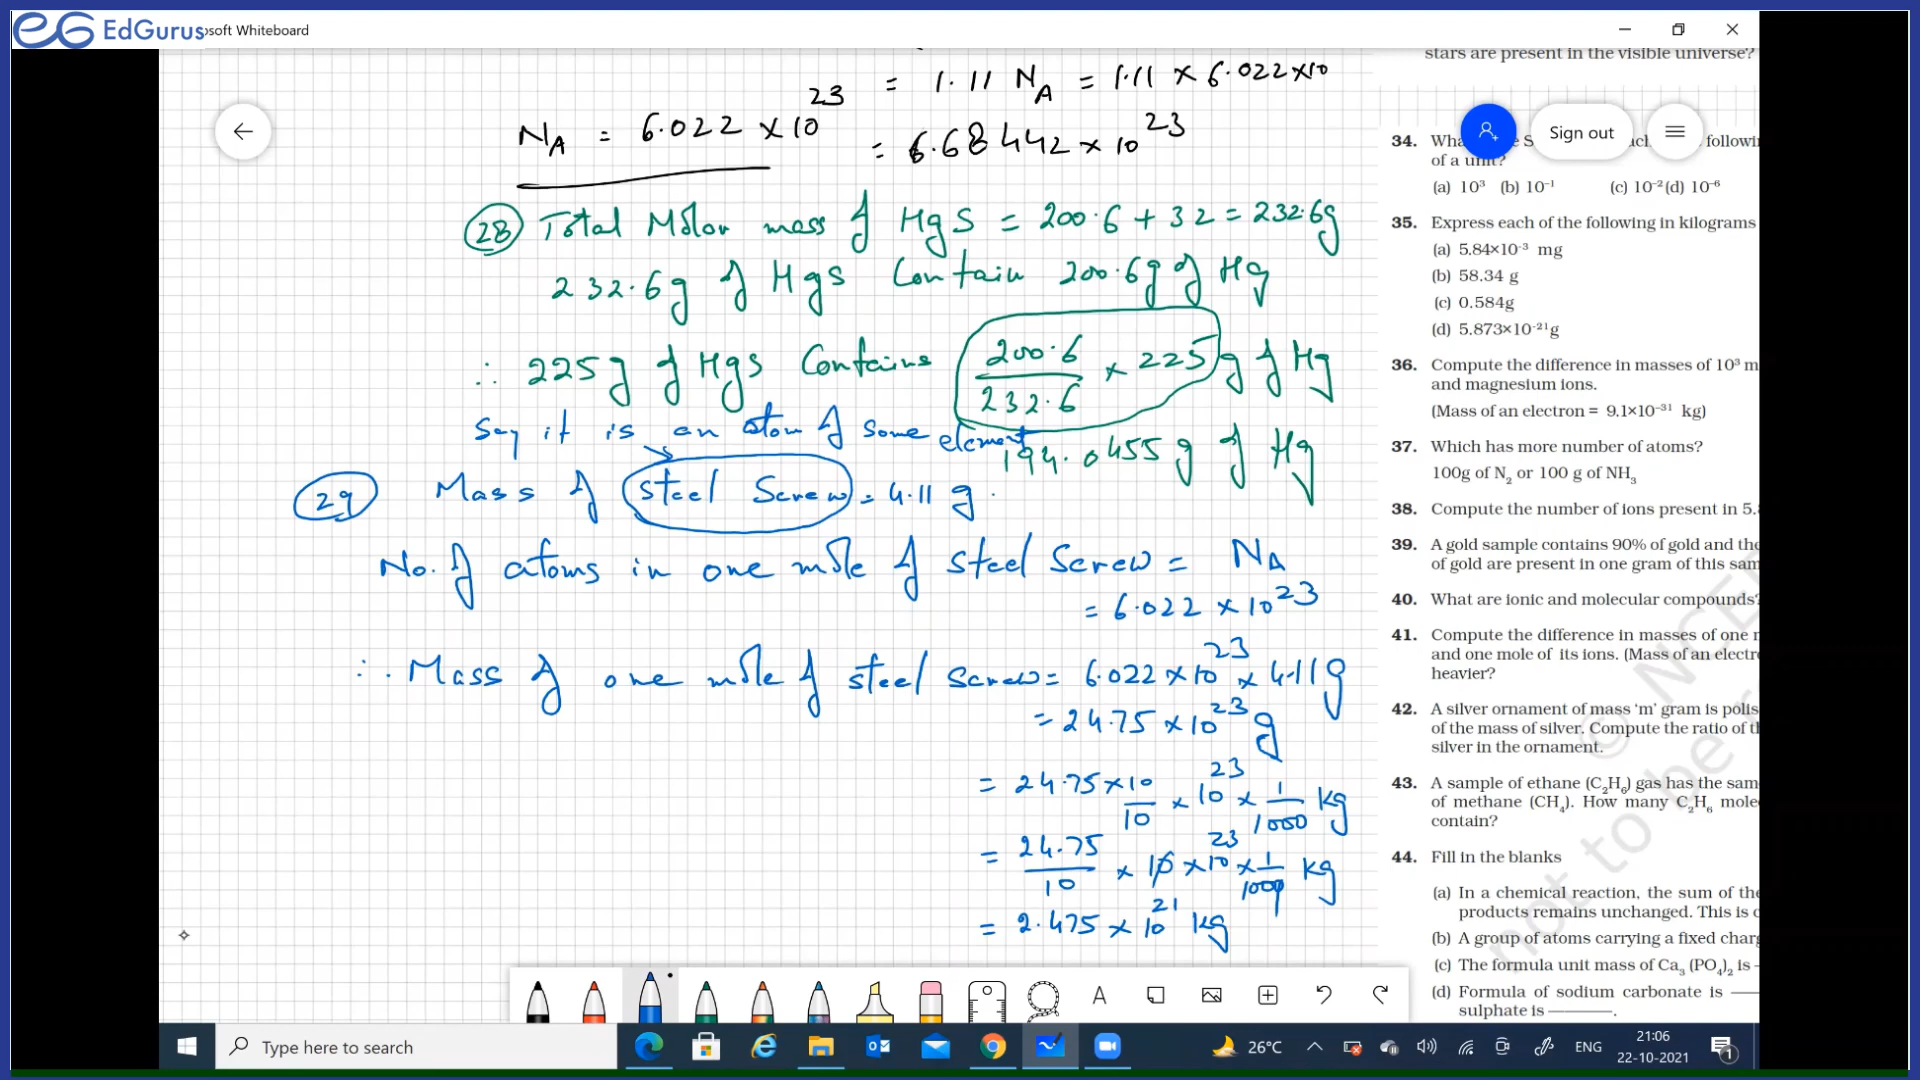 EdGurus
osoft Whiteboard
= 1.11 N_A = 1.11 × 6.022×10
N_A = 6.022 ×10^23
= 6.68442 × 10^23
28 Total Molar mass of HgS = 200.6 + 32 = 232.6g
232.6g of HgS Contain 200.6g of Hg
∴ 225g of HgS Contains 200.6/232.6 × 225 g of Hg
194.0455 g of Hg
Say it is an atom of some element
29 Mass of steel Screw = 4.11 g.
No. of atoms in one mole of steel Screw = N_A
= 6.022 × 10^23
∴ Mass of one mole of steel screw = 6.022 ×10^23 × 4.11g
= 24.75 × 10^23 g
= 24.75×10/10 × 10^23 × 1/1000 kg
= 24.75/10 × 10 × 10^23 × 1/1000 kg
= 2.475 × 10^21 kg
stars are present in the visible universe?
Sign out
34. followi
of a unit?
(a) 10³ (b) 10⁻¹ (c) 10⁻² (d) 10⁻⁶
35. Express each of the following in kilograms
(a) 5.84×10⁻³ mg
(b) 58.34 g
(c) 0.584g
(d) 5.873×10⁻²¹g
36. Compute the difference in masses of 10³ m
and magnesium ions.
(Mass of an electron = 9.1×10⁻³¹ kg)
37. Which has more number of atoms?
100g of N₂ or 100 g of NH₃
38. Compute the number of ions present in 5.
39. A gold sample contains 90% of gold and the
of gold are present in one gram of this sam
40. What are ionic and molecular compounds?
41. Compute the difference in masses of one
and one mole of its ions. (Mass of an electr
heavier?
42. A silver ornament of mass ‘m’ gram is polis
of the mass of silver. Compute the ratio of t
silver in the ornament.
43. A sample of ethane (C₂H₆) gas has the sam
of methane (CH₄). How many C₂H₆ mole
contain?
44. Fill in the blanks
(a) In a chemical reaction, the sum of the
products remains unchanged. This is c
(b) A group of atoms carrying a fixed charg
(c) The formula unit mass of Ca₃ (PO₄)₂ is –
(d) Formula of sodium carbonate is ——
sulphate is ————.
© NCE
not to be r
A
Type here to search
26°C
ENG
21:06
22-10-2021
1